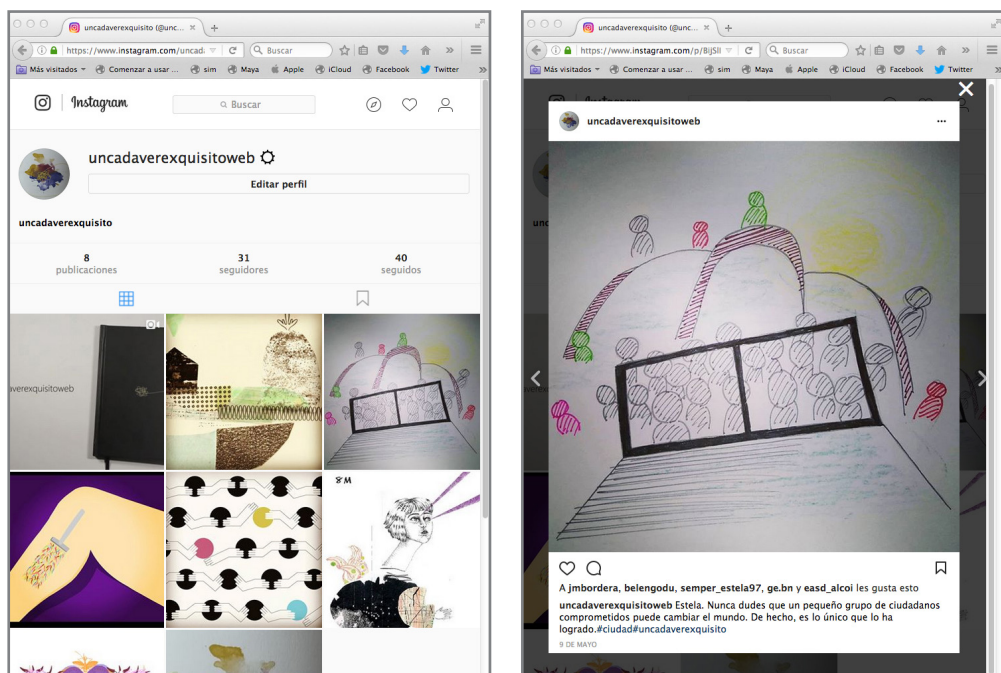 uncadaverexquisito (@unc...
https://www.instagram.com/uncad
Buscar
Más visitados
Comenzar a usar ...
sim
Maya
Apple
iCloud
Facebook
Twitter
Instagram
Buscar
uncadaverexquisitoweb
Editar perfil
uncadaverexquisito
8
publicaciones
31
seguidores
40
seguidos
averexquisitoweb
8M
uncadaverexquisito (@unc...
https://www.instagram.com/p/BijSll
Buscar
Más visitados
Comenzar a usar ...
sim
Maya
Apple
iCloud
Facebook
Twitter
Instagram
unc
uncadaverexquisitoweb
A jmbordera, belengodu, semper_estela97, ge.bn y easd_alcoi les gusta esto
uncadaverexquisitoweb Estela. Nunca dudes que un pequeño grupo de ciudadanos
comprometidos puede cambiar el mundo. De hecho, es lo único que lo ha
logrado.#ciudad#uncadaverexquisito
9 DE MAYO